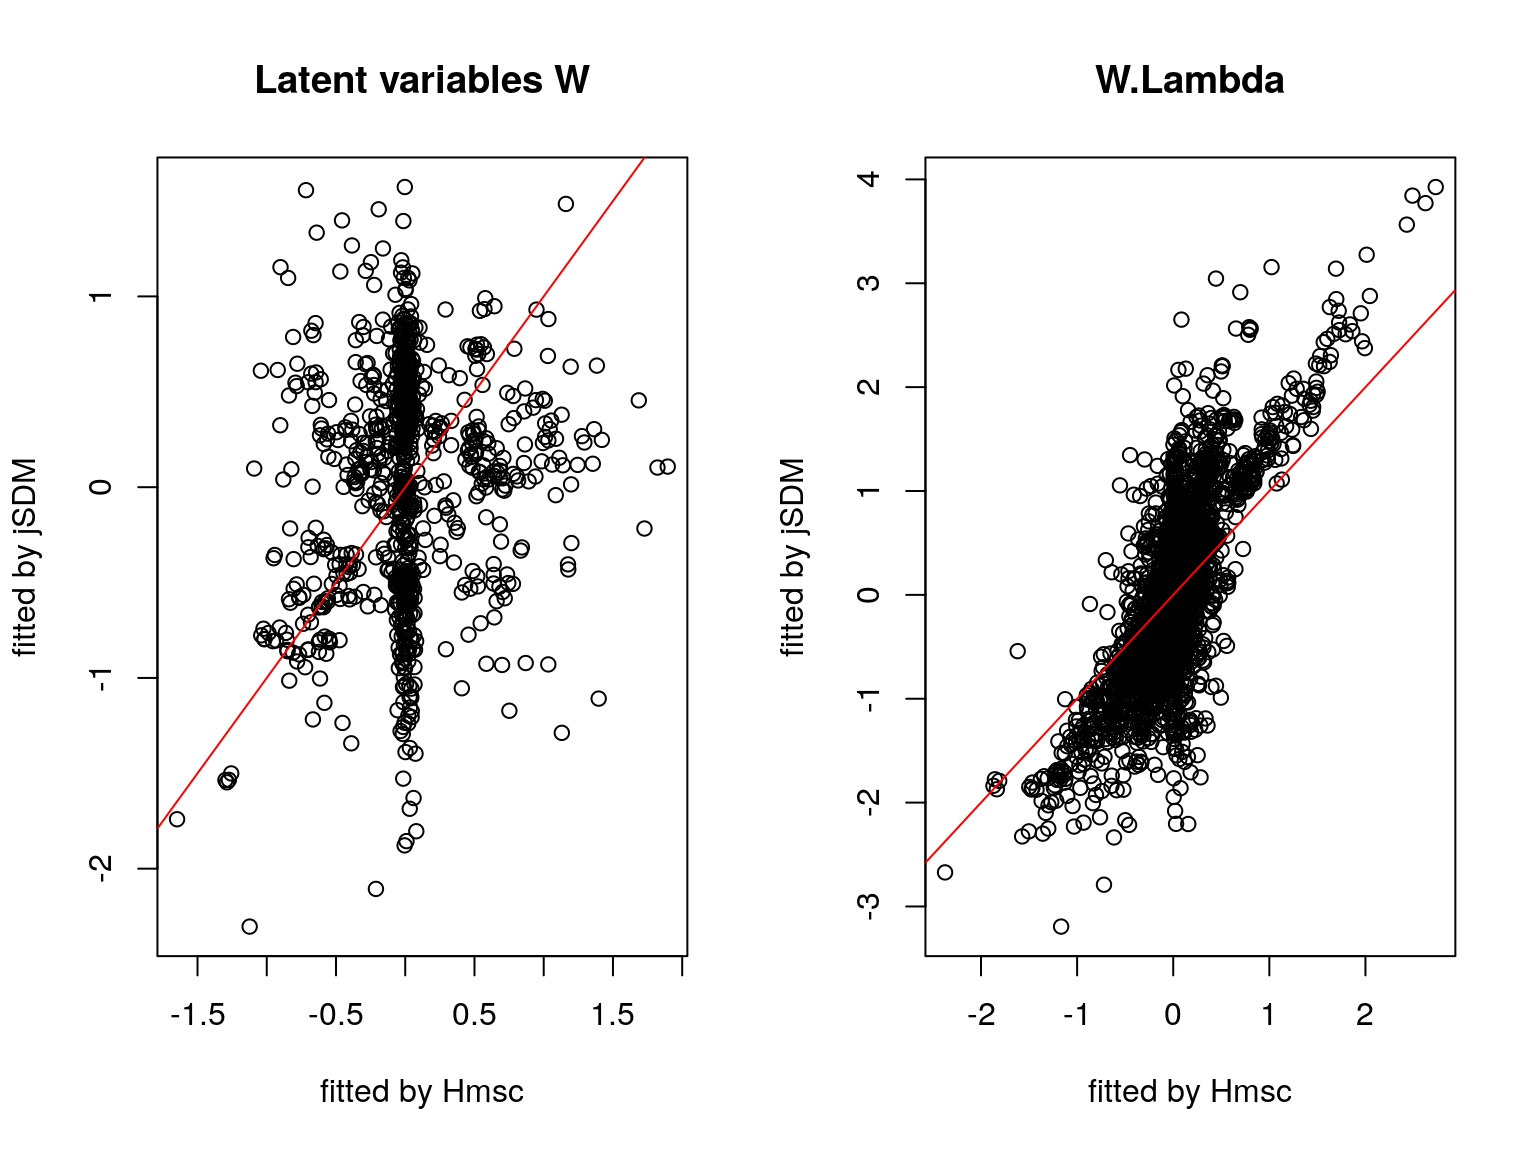 Latent variables W
fitted by jSDM
1
0
-1
-2
-1.5 -0.5 0.5 1.5
fitted by Hmsc
W.Lambda
fitted by jSDM
4
3
2
1
0
-1
-2
-3
-2 -1 0 1 2
fitted by Hmsc